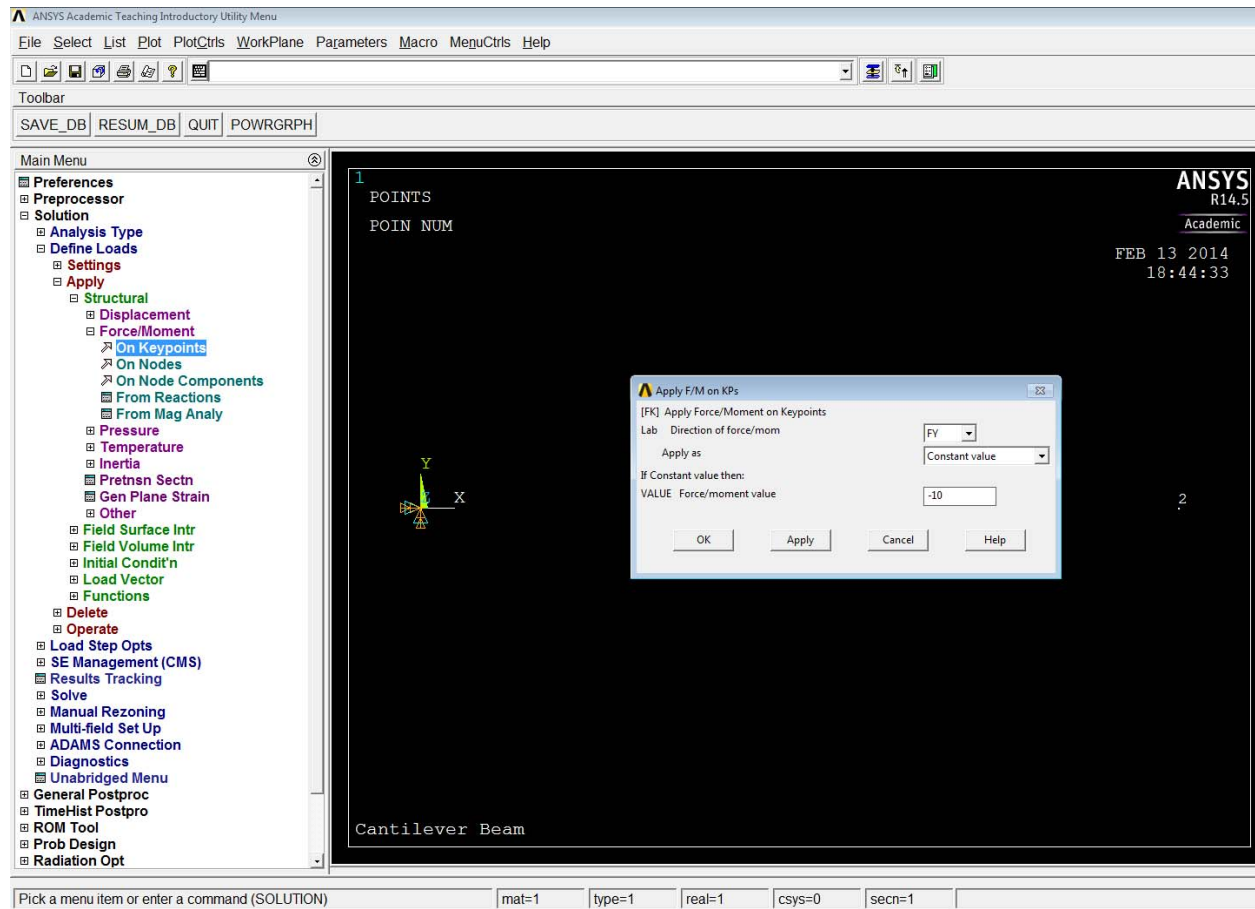 ANSYS Academic Teaching Introductory Utility Menu
File Select List Plot PlotCtrls WorkPlane Parameters Macro MenuCtrls Help
Toolbar
SAVE_DB RESUM_DB QUIT POWRGRPH
Main Menu
Preferences
Preprocessor
Solution
Analysis Type
Define Loads
Settings
Apply
Structural
Displacement
Force/Moment
On Keypoints
On Nodes
On Node Components
From Reactions
From Mag Analy
Pressure
Temperature
Inertia
Pretnsn Sectn
Gen Plane Strain
Other
Field Surface Intr
Field Volume Intr
Initial Condit'n
Load Vector
Functions
Delete
Operate
Load Step Opts
SE Management (CMS)
Results Tracking
Solve
Manual Rezoning
Multi-field Set Up
ADAMS Connection
Diagnostics
Unabridged Menu
General Postproc
TimeHist Postpro
ROM Tool
Prob Design
Radiation Opt
1
POINTS
POIN NUM
ANSYS
R14.5
Academic
FEB 13 2014
18:44:33
Y
X
2
Apply F/M on KPs
[FK] Apply Force/Moment on Keypoints
Lab Direction of force/mom FY
Apply as Constant value
If Constant value then:
VALUE Force/moment value -10
OK Apply Cancel Help
Cantilever Beam
Pick a menu item or enter a command (SOLUTION) mat=1 type=1 real=1 csys=0 secn=1